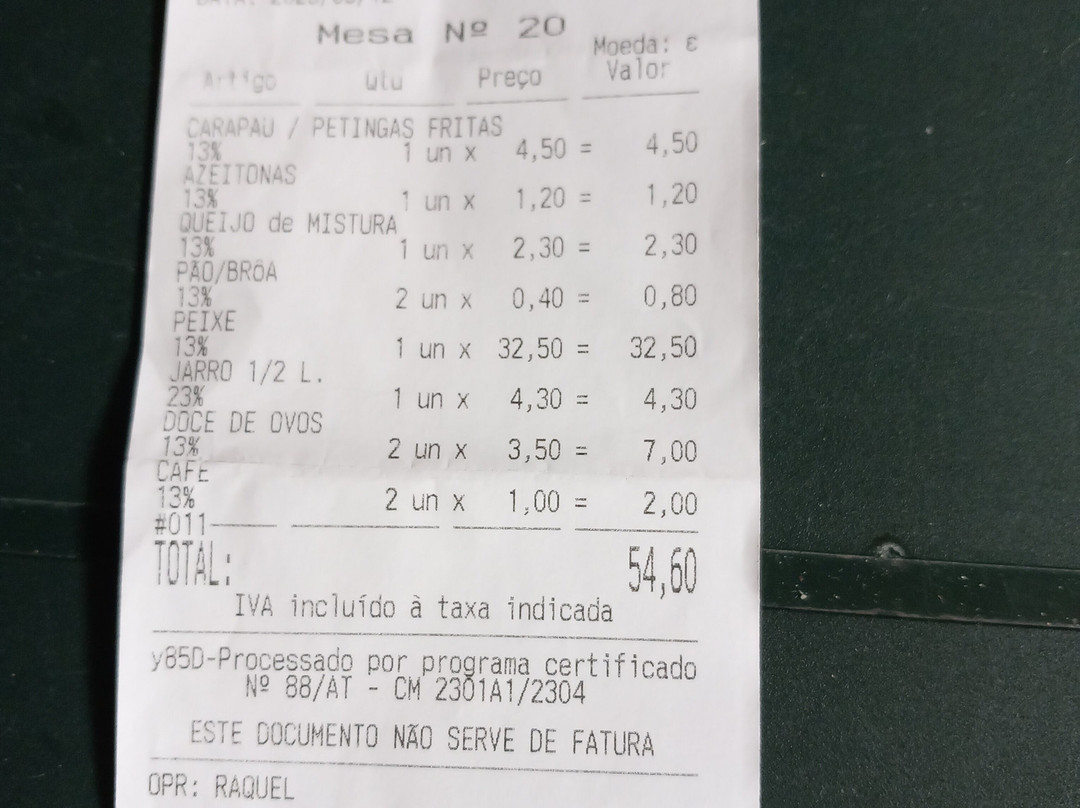 Mesa Nº 20
Moeda: €
Artigo Qtu Preço Valor
CARAPAU / PETINGAS FRITAS
13% 1 un x 4,50 = 4,50
AZEITONAS
13% 1 un x 1,20 = 1,20
QUEIJO de MISTURA
13% 1 un x 2,30 = 2,30
PÃO/BRÔA
13% 2 un x 0,40 = 0,80
PEIXE
13% 1 un x 32,50 = 32,50
JARRO 1/2 L.
23% 1 un x 4,30 = 4,30
DOCE DE OVOS
13% 2 un x 3,50 = 7,00
CAFÉ
13% 2 un x 1,00 = 2,00
#011
TOTAL: 54,60
IVA incluído à taxa indicada
y85D-Processado por programa certificado
Nº 88/AT - CM 2301A1/2304
ESTE DOCUMENTO NÃO SERVE DE FATURA
OPR: RAQUEL